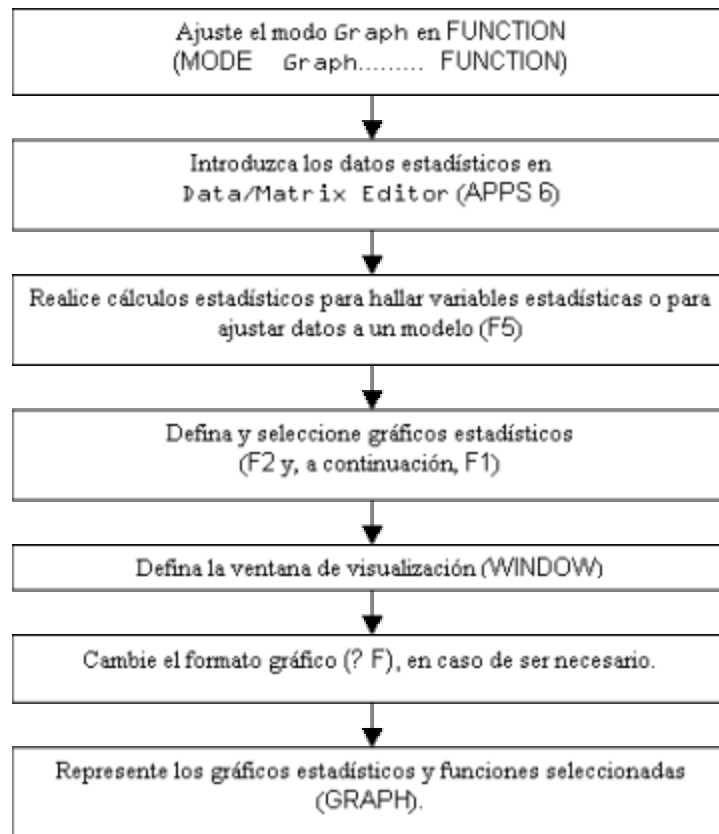 Ajuste el modo Graph en FUNCTION
(MODE Graph......... FUNCTION)
Introduzca los datos estadísticos en
Data/Matrix Editor (APPS 6)
Realice cálculos estadísticos para hallar variables estadísticas o para
ajustar datos a un modelo (F5)
Defina y seleccione gráficos estadísticos
(F2 y, a continuación, F1)
Defina la ventana de visualización (WINDOW)
Cambie el formato gráfico (? F), en caso de ser necesario.
Represente los gráficos estadísticos y funciones seleccionadas
(GRAPH).